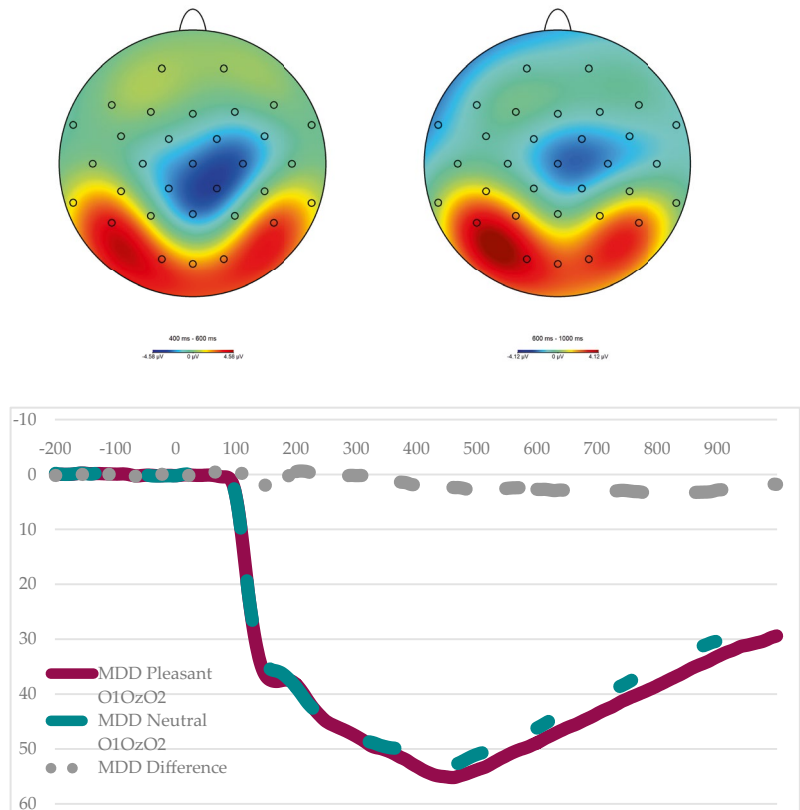 400 ms - 600 ms
-4.58 µV 0 µV 4.58 µV
600 ms - 1000 ms
-4.12 µV 0 µV 4.12 µV
-10
-200 -100 0 100 200 300 400 500 600 700 800 900
0
10
20
30
MDD Pleasant
O1OzO2
40
MDD Neutral
O1OzO2
50
MDD Difference
60